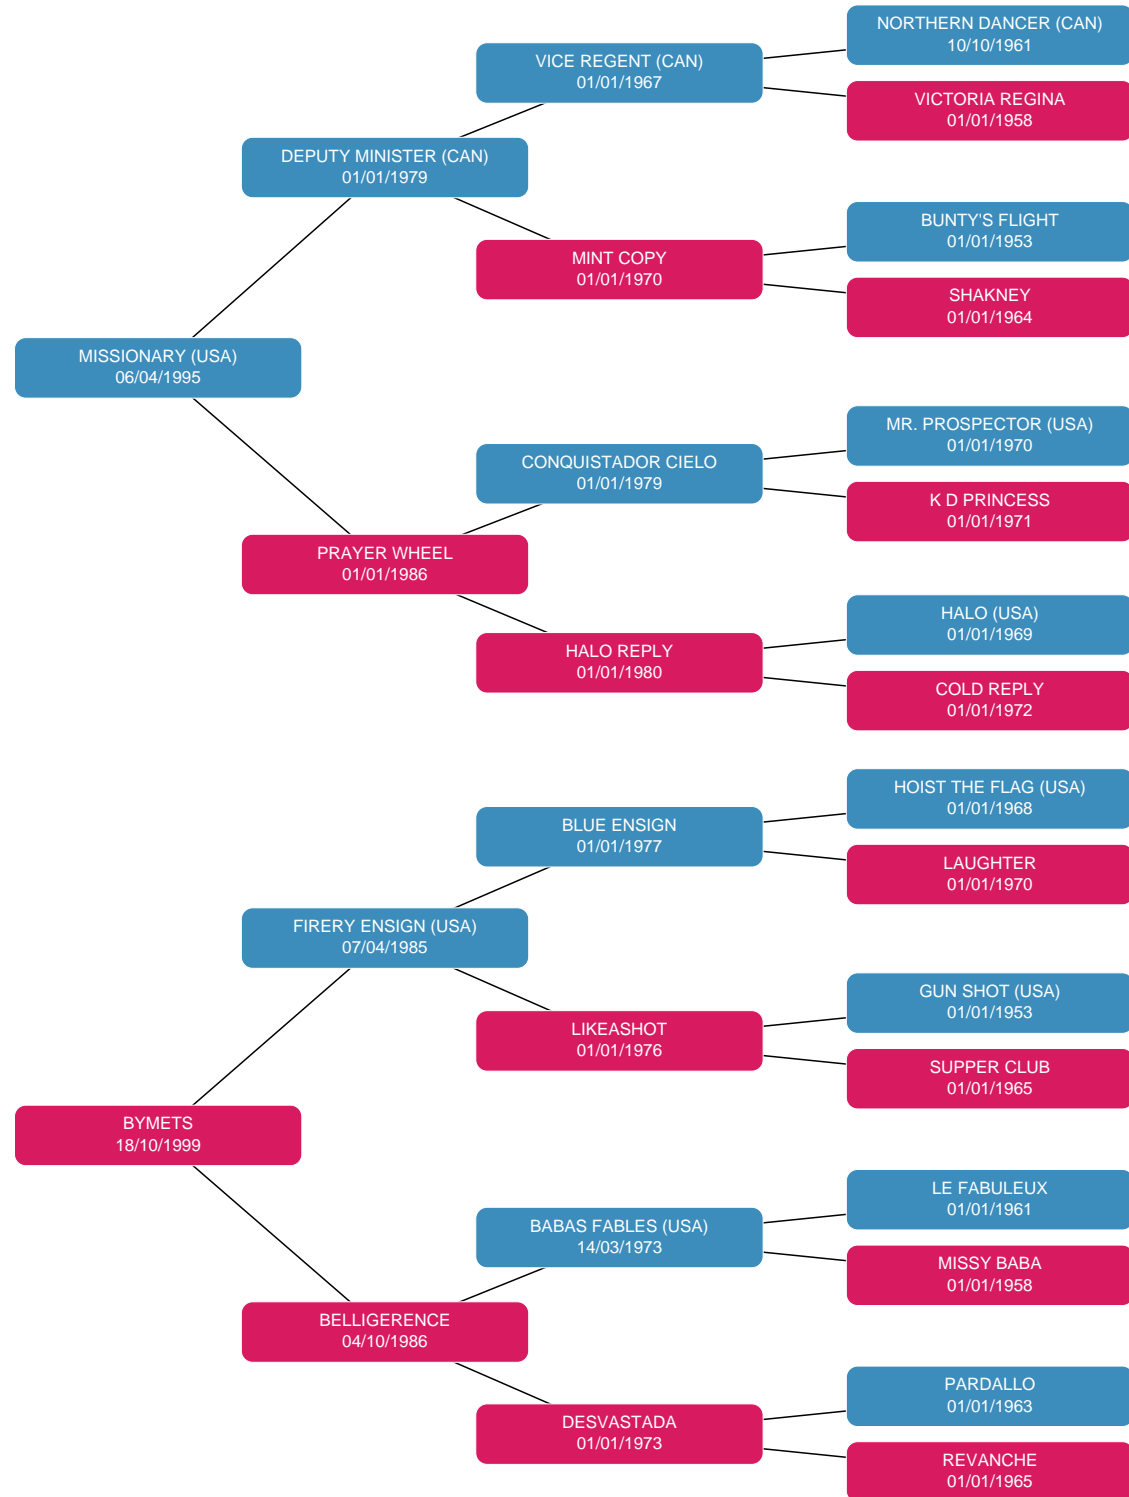 NORTHERN DANCER (CAN)
10/10/1961
VICE REGENT (CAN)
01/01/1967
VICTORIA REGINA
01/01/1958
DEPUTY MINISTER (CAN)
01/01/1979
BUNTY'S FLIGHT
01/01/1953
MINT COPY
01/01/1970
SHAKNEY
01/01/1964
MISSIONARY (USA)
06/04/1995
MR. PROSPECTOR (USA)
01/01/1970
CONQUISTADOR CIELO
01/01/1979
K D PRINCESS
01/01/1971
PRAYER WHEEL
01/01/1986
HALO (USA)
01/01/1969
HALO REPLY
01/01/1980
COLD REPLY
01/01/1972
HOIST THE FLAG (USA)
01/01/1968
BLUE ENSIGN
01/01/1977
LAUGHTER
01/01/1970
FIRERY ENSIGN (USA)
07/04/1985
GUN SHOT (USA)
01/01/1953
LIKEASHOT
01/01/1976
SUPPER CLUB
01/01/1965
BYMETS
18/10/1999
LE FABULEUX
01/01/1961
BABAS FABLES (USA)
14/03/1973
MISSY BABA
01/01/1958
BELLIGERENCE
04/10/1986
PARDALLO
01/01/1963
DESVASTADA
01/01/1973
REVANCHE
01/01/1965